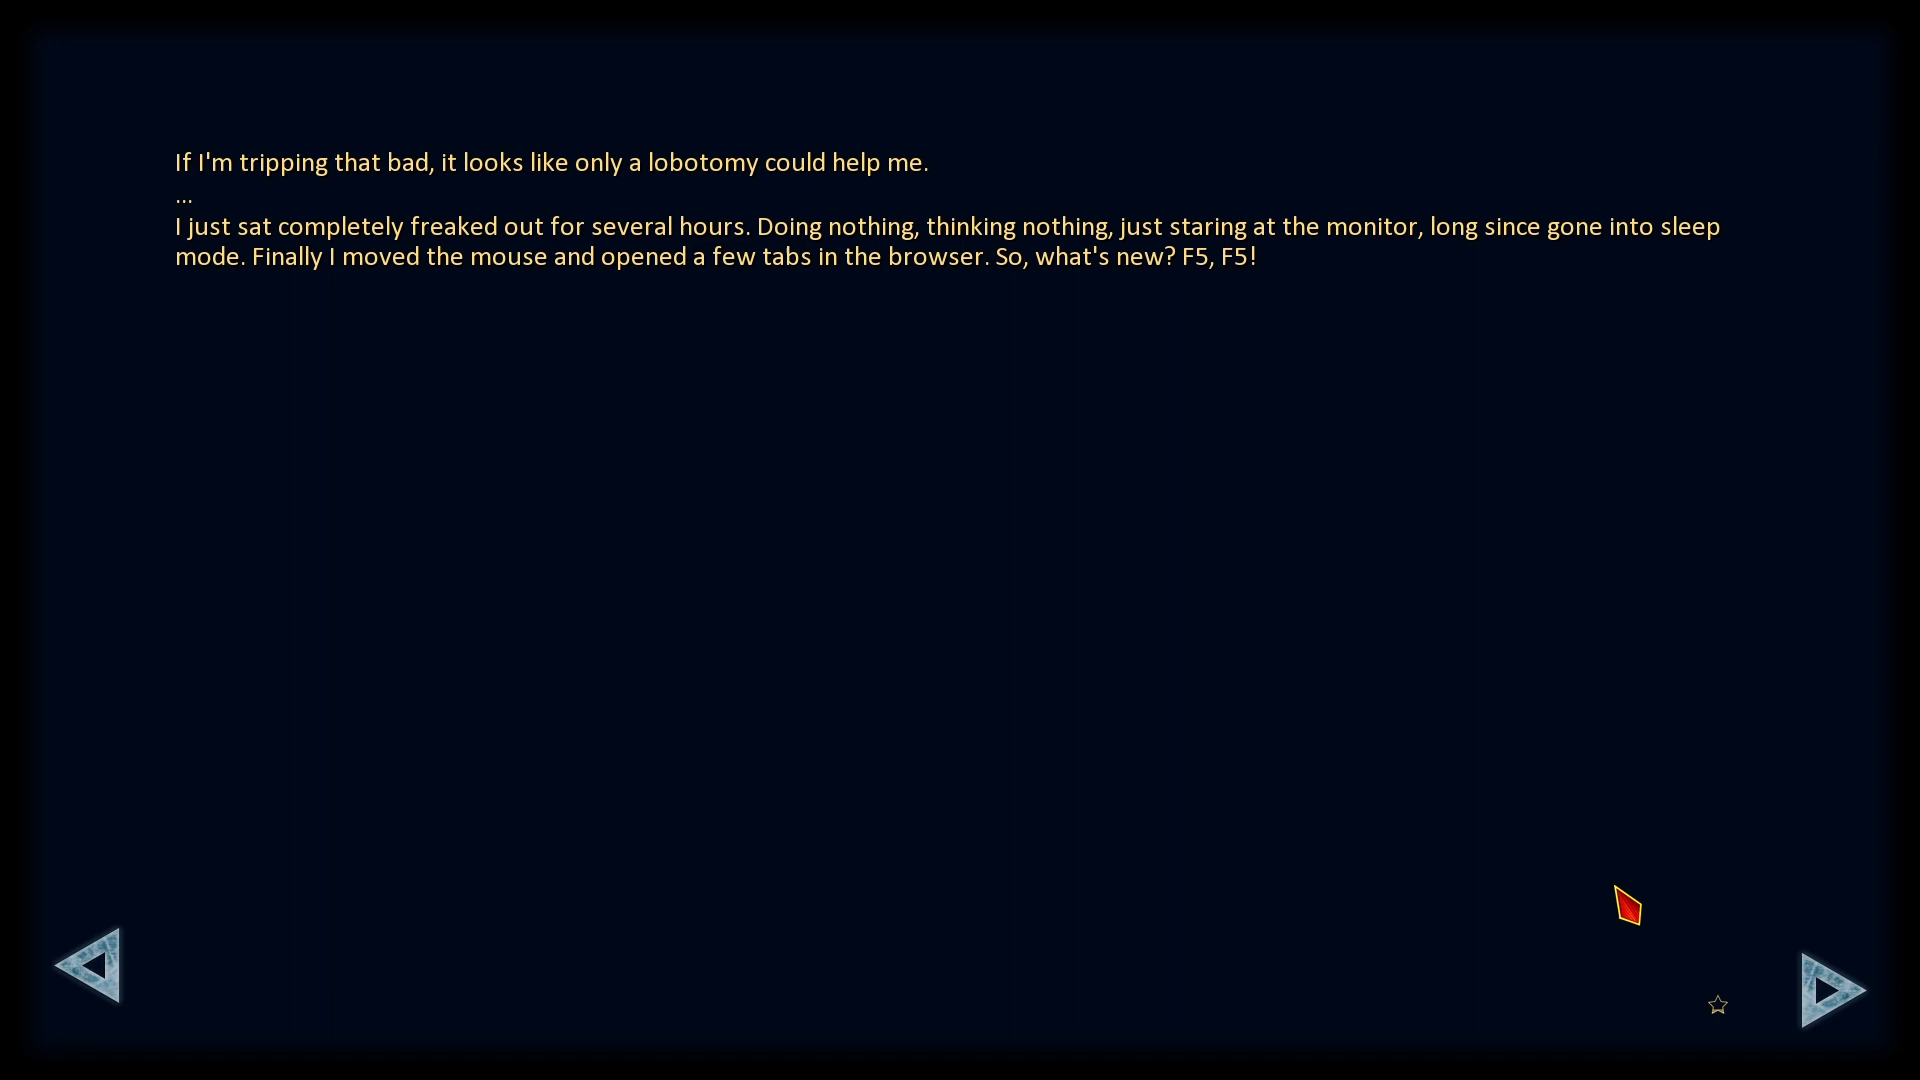 If I'm tripping that bad, it looks like only a lobotomy could help me.
...
I just sat completely freaked out for several hours. Doing nothing, thinking nothing, just staring at the monitor, long since gone into sleep
mode. Finally I moved the mouse and opened a few tabs in the browser. So, what's new? F5, F5!